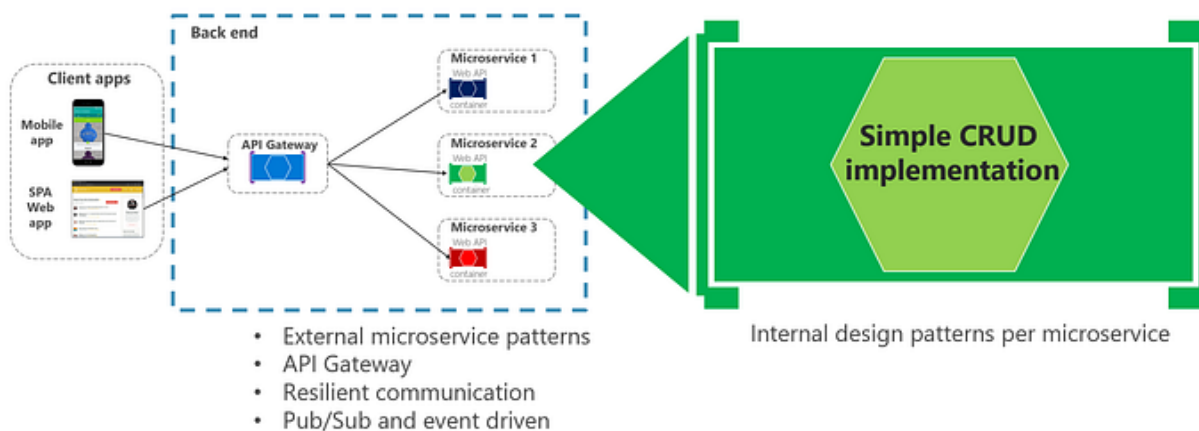 Back end
Client apps
Mobile
app
SPA
Web
app
API Gateway
Microservice 1
Web API
container
Microservice 2
Web API
container
Microservice 3
Web API
container
Simple CRUD
implementation
• External microservice patterns
• API Gateway
• Resilient communication
• Pub/Sub and event driven
Internal design patterns per microservice